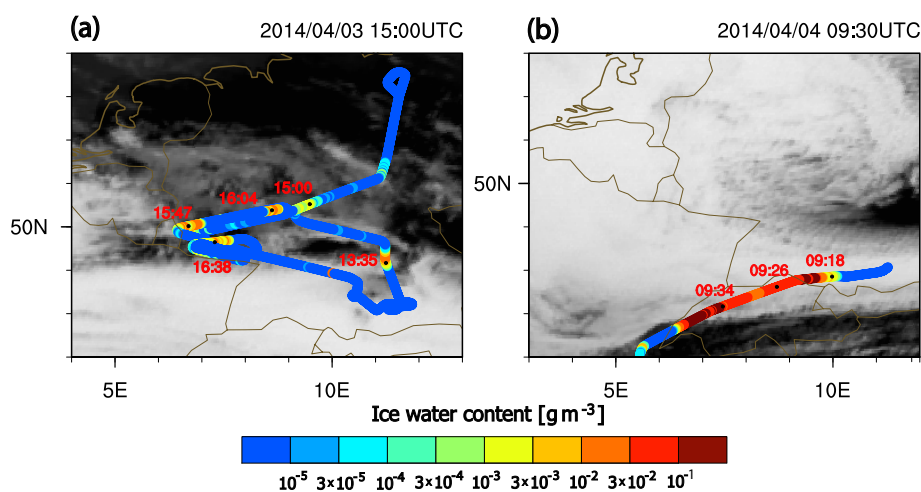 (a) 2014/04/03 15:00UTC
(b) 2014/04/04 09:30UTC
50N
15:47
16:04
15:00
13:35
16:38
5E 10E
50N
09:34
09:26
09:18
5E 10E
Ice water content [g m⁻³]
10⁻⁵ 3×10⁻⁵ 10⁻⁴ 3×10⁻⁴ 10⁻³ 3×10⁻³ 10⁻² 3×10⁻² 10⁻¹